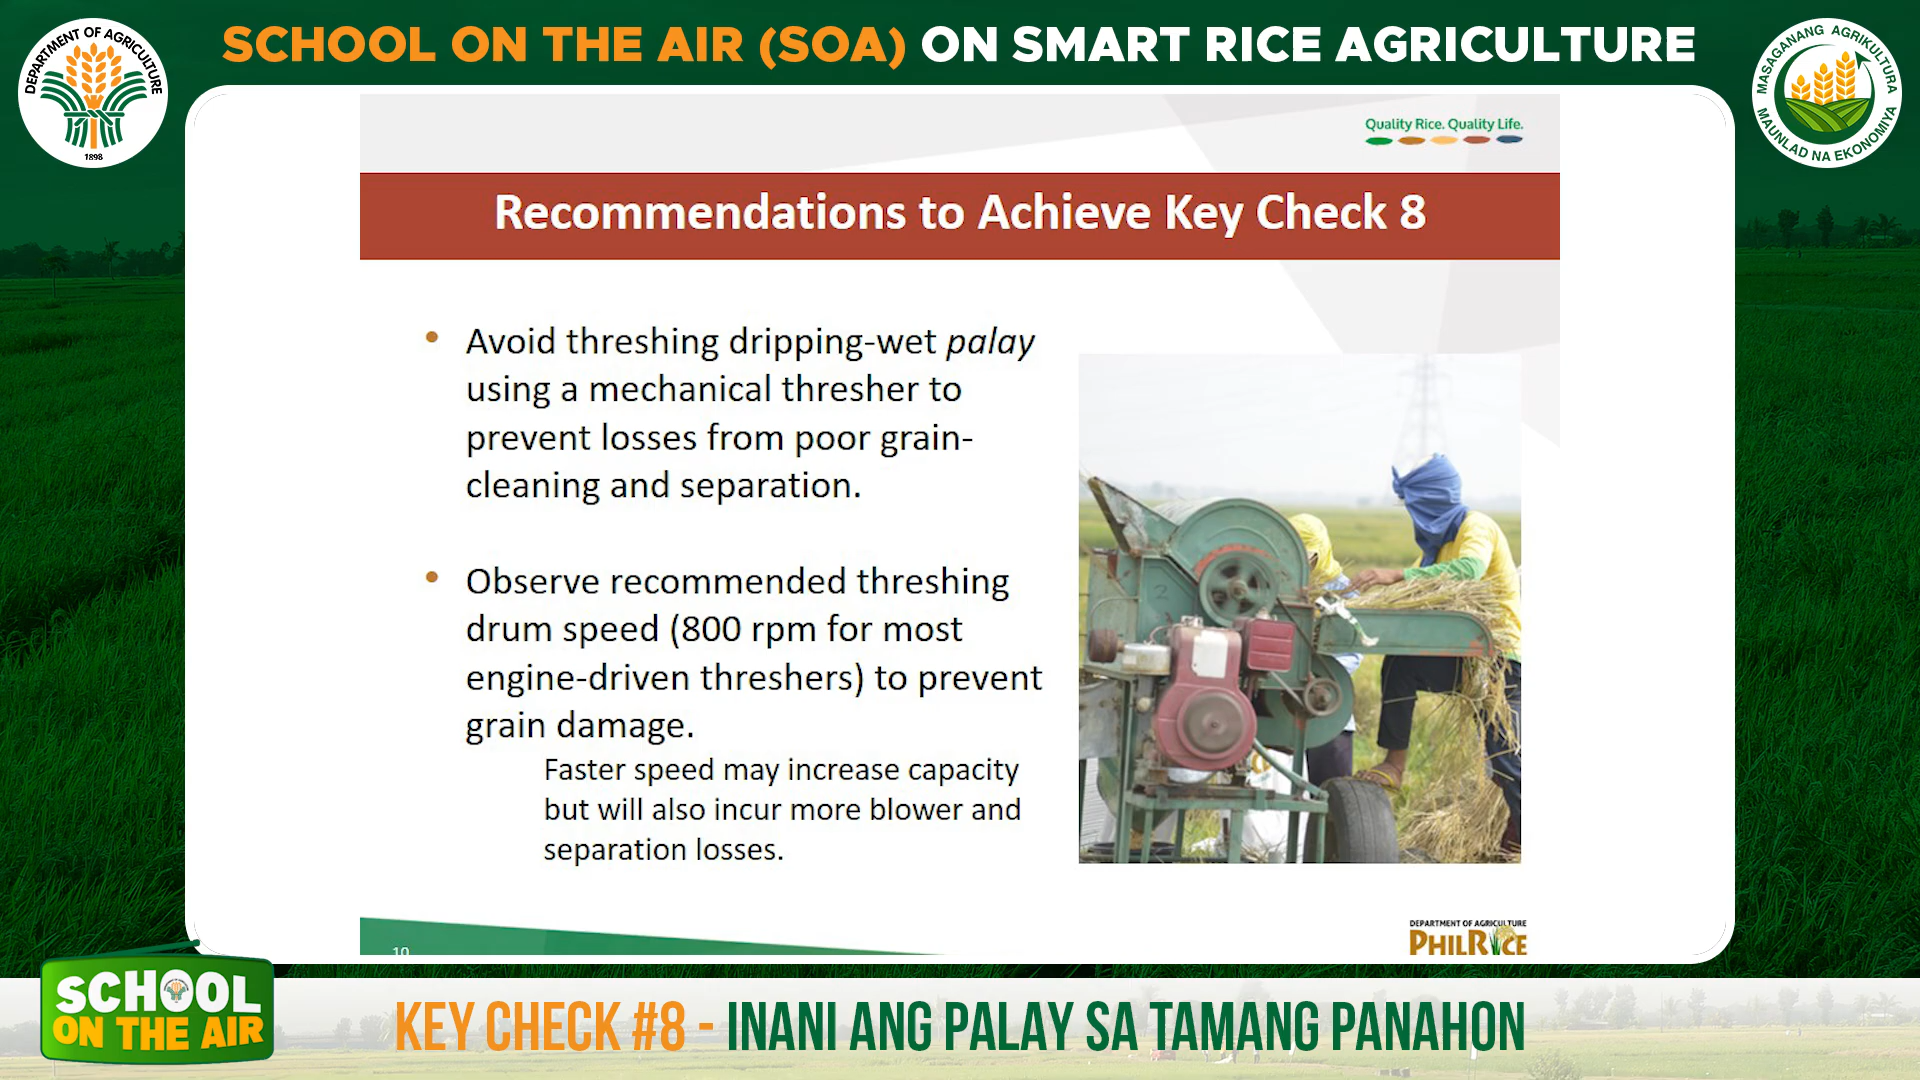 SCHOOL ON THE AIR (SOA) ON SMART RICE AGRICULTURE
DEPARTMENT OF AGRICULTURE
1898
MASAGANANG AGRIKULTURA
MAUNLAD NA EKONOMIYA
Quality Rice. Quality Life.
Recommendations to Achieve Key Check 8
• Avoid threshing dripping-wet palay
using a mechanical thresher to
prevent losses from poor grain-
cleaning and separation.
• Observe recommended threshing
drum speed (800 rpm for most
engine-driven threshers) to prevent
grain damage.
Faster speed may increase capacity
but will also incur more blower and
separation losses.
DEPARTMENT OF AGRICULTURE
PHILRICE
SCHOOL
ON THE AIR
KEY CHECK #8 - INANI ANG PALAY SA TAMANG PANAHON